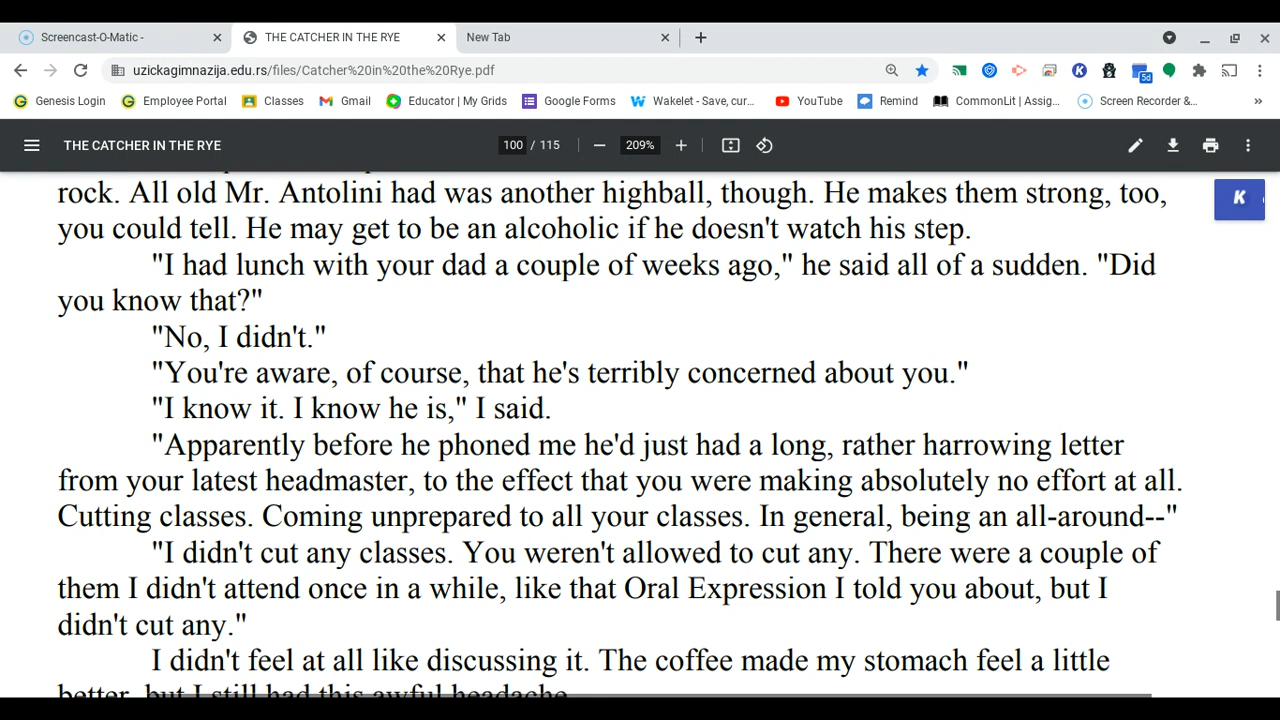 Screencast-O-Matic -
THE CATCHER IN THE RYE
New Tab
uzickagimnazija.edu.rs/files/Catcher%20in%20the%20Rye.pdf
5d
Genesis Login
Employee Portal
Classes
Gmail
Educator | My Grids
Google Forms
Wakelet - Save, cur...
YouTube
Remind
CommonLit | Assig...
Screen Recorder &...
THE CATCHER IN THE RYE
100 / 115
209%
K
rock. All old Mr. Antolini had was another highball, though. He makes them strong, too,
you could tell. He may get to be an alcoholic if he doesn't watch his step.
"I had lunch with your dad a couple of weeks ago," he said all of a sudden. "Did
you know that?"
"No, I didn't."
"You're aware, of course, that he's terribly concerned about you."
"I know it. I know he is," I said.
"Apparently before he phoned me he'd just had a long, rather harrowing letter
from your latest headmaster, to the effect that you were making absolutely no effort at all.
Cutting classes. Coming unprepared to all your classes. In general, being an all-around--"
"I didn't cut any classes. You weren't allowed to cut any. There were a couple of
them I didn't attend once in a while, like that Oral Expression I told you about, but I
didn't cut any."
I didn't feel at all like discussing it. The coffee made my stomach feel a little
better, but I still had this awful headache.